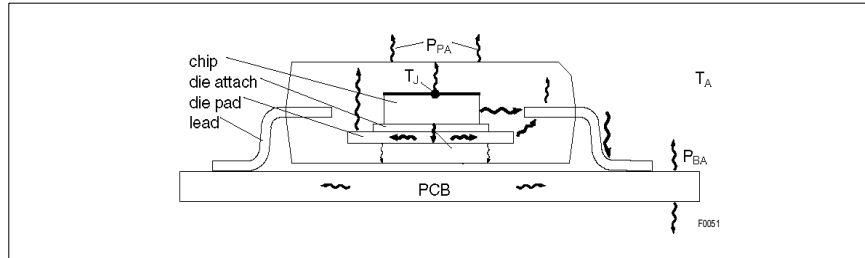 P_PA
chip
die attach
die pad
lead
T_J
T_A
P_BA
PCB
F0051